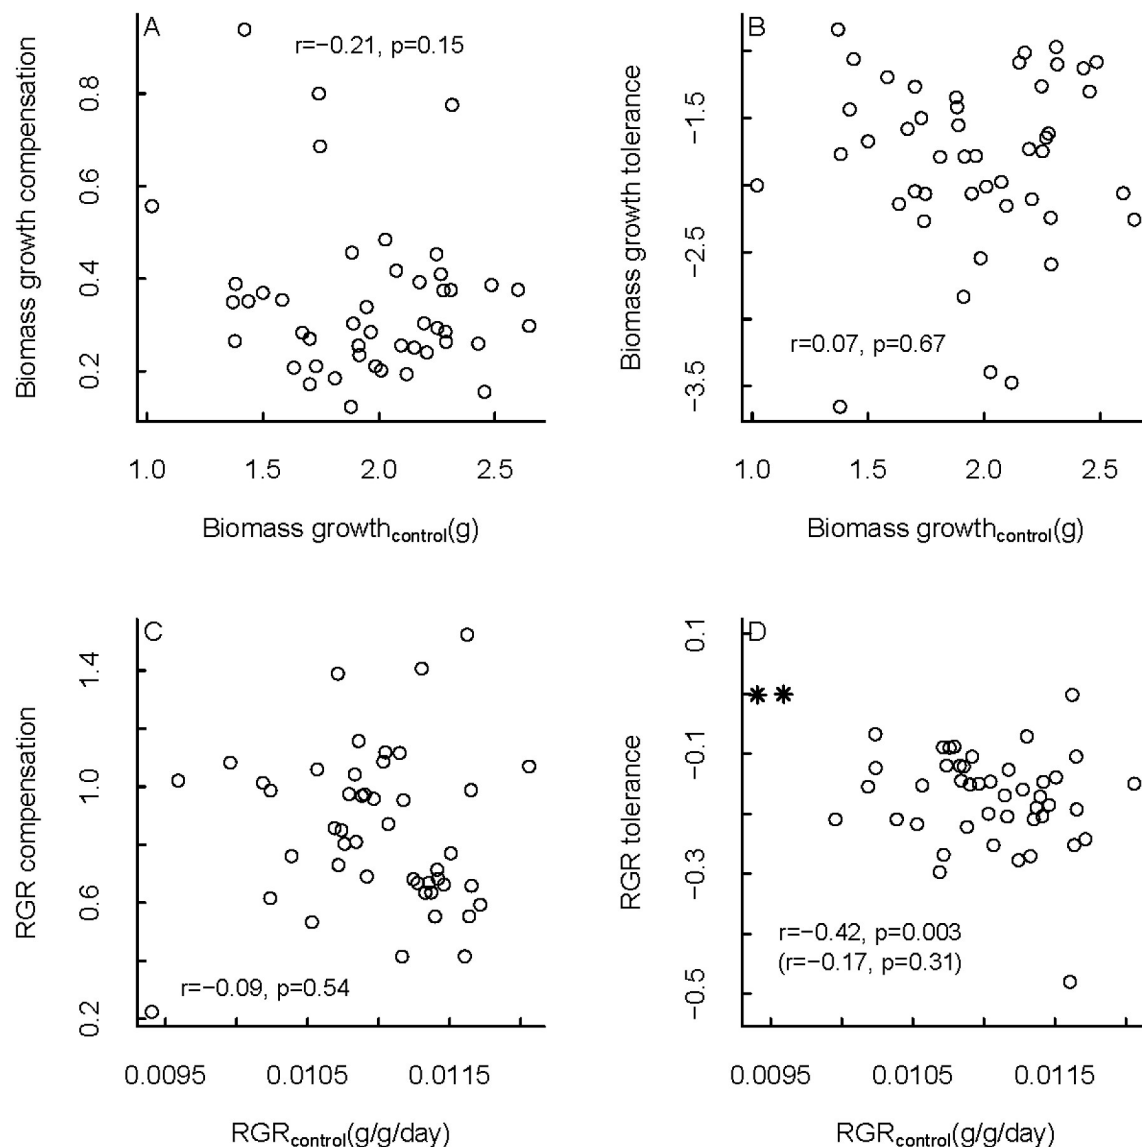 A
r=−0.21, p=0.15
Biomass growth compensation
0.8
0.6
0.4
0.2
1.0 1.5 2.0 2.5
Biomass growthcontrol(g)
B
r=0.07, p=0.67
Biomass growth tolerance
−1.5
−2.5
−3.5
1.0 1.5 2.0 2.5
Biomass growthcontrol(g)
C
r=−0.09, p=0.54
RGR compensation
1.4
1.0
0.6
0.2
0.0095 0.0105 0.0115
RGRcontrol(g/g/day)
D
r=−0.42, p=0.003
(r=−0.17, p=0.31)
RGR tolerance
0.1
−0.1
−0.3
−0.5
0.0095 0.0105 0.0115
RGRcontrol(g/g/day)